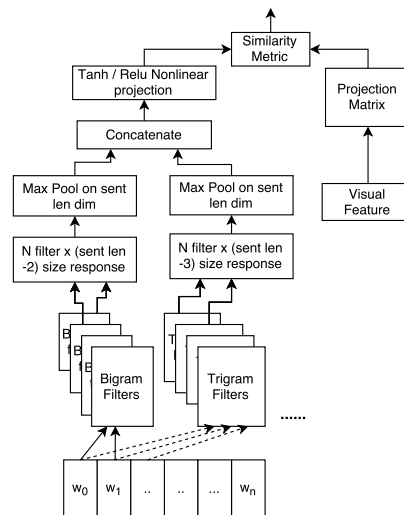 Similarity
Metric
Tanh / Relu Nonlinear
projection
Projection
Matrix
Concatenate
Max Pool on sent
len dim
Max Pool on sent
len dim
Visual
Feature
N filter x (sent len
-2) size response
N filter x (sent len
-3) size response
B
f B
f B
f
T
Bigram
Filters
Trigram
Filters
......
w0 w1 .. .. ... wn